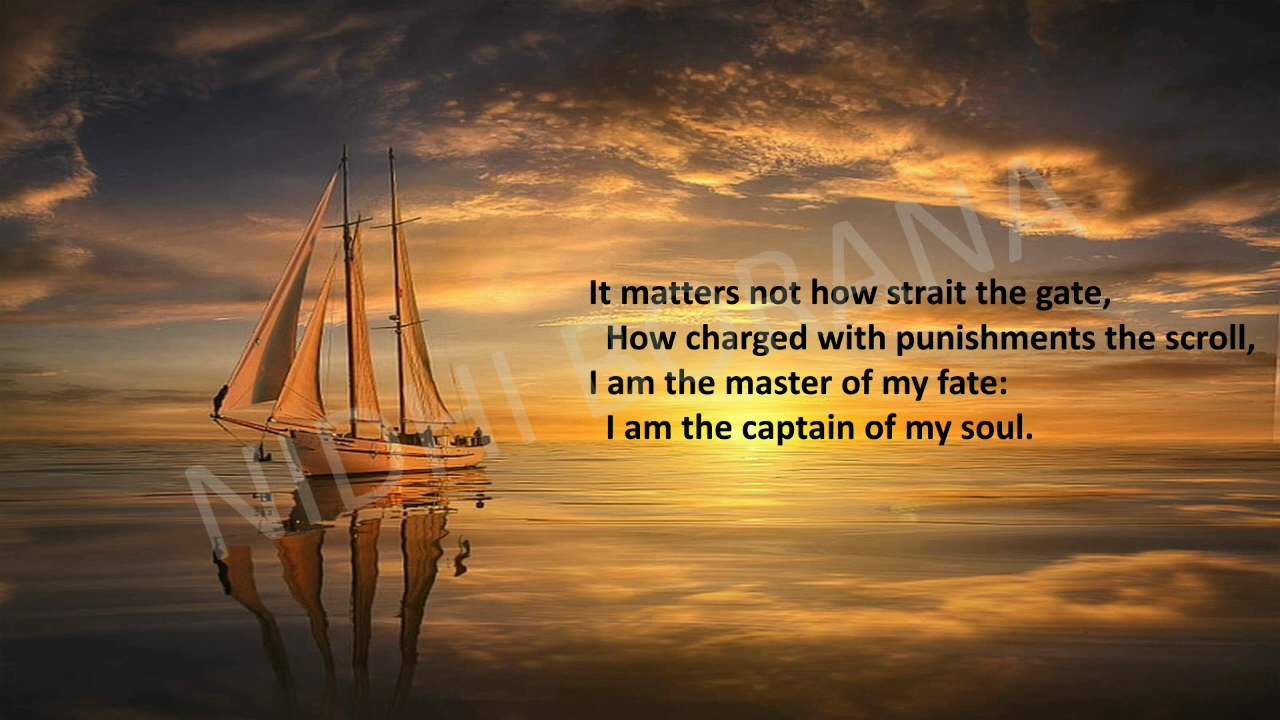 It matters not how strait the gate,
How charged with punishments the scroll,
I am the master of my fate:
I am the captain of my soul.
NIDHI BORANA